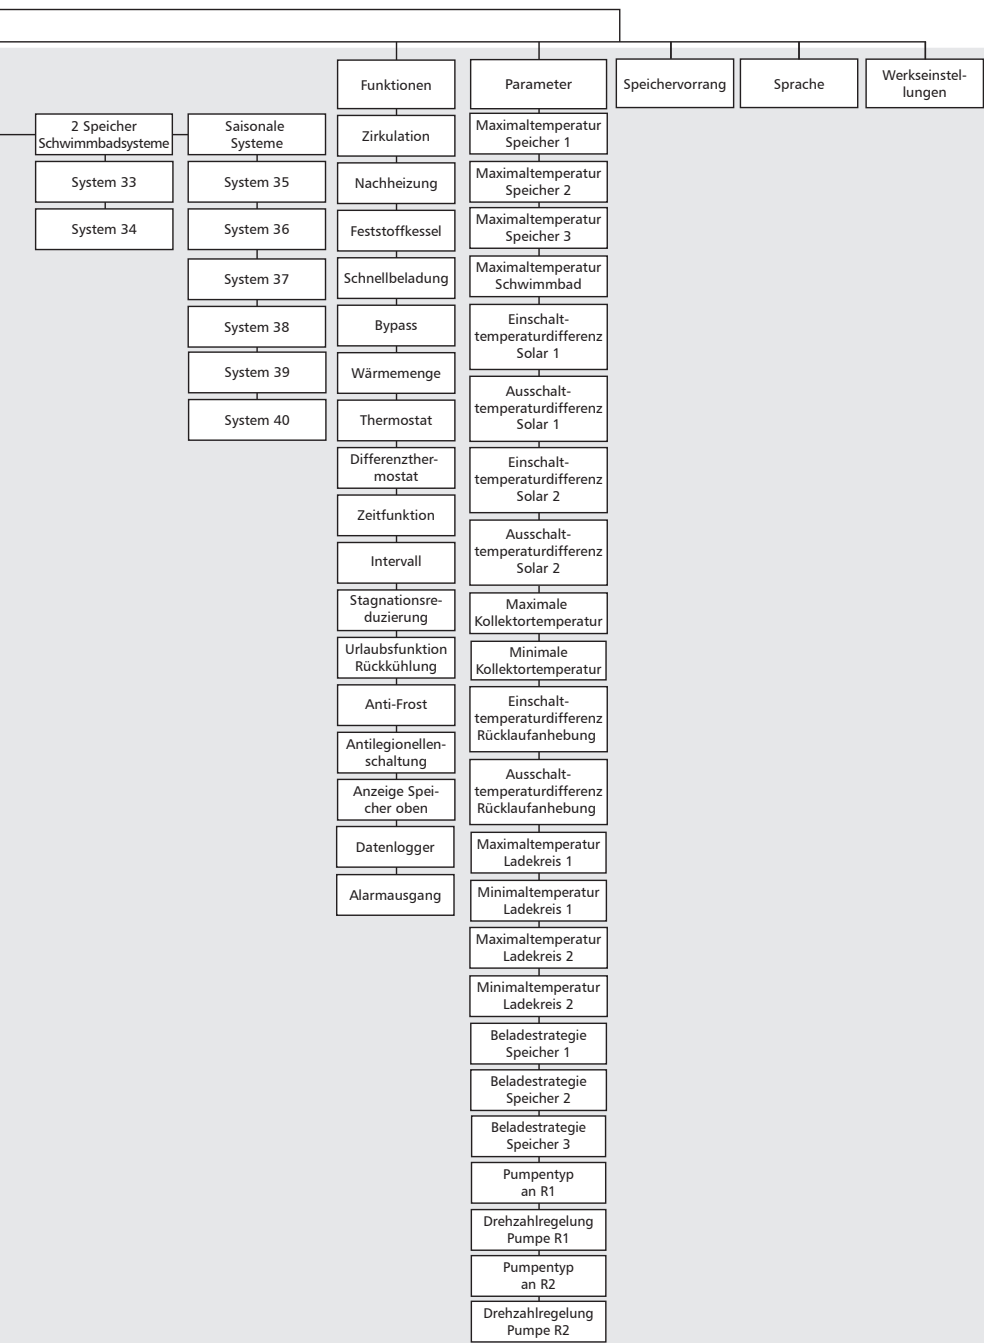 Funktionen
Parameter
Speichervorrang
Sprache
Werkseinstel-
lungen
2 Speicher
Schwimmbadsysteme
System 33
System 34
Saisonale
Systeme
System 35
System 36
System 37
System 38
System 39
System 40
Zirkulation
Nachheizung
Feststoffkessel
Schnellbeladung
Bypass
Wärmemenge
Thermostat
Differenzther-
mostat
Zeitfunktion
Intervall
Stagnationsre-
duzierung
Urlaubsfunktion
Rückkühlung
Anti-Frost
Antilegionellen-
schaltung
Anzeige Spei-
cher oben
Datenlogger
Alarmausgang
Maximaltemperatur
Speicher 1
Maximaltemperatur
Speicher 2
Maximaltemperatur
Speicher 3
Maximaltemperatur
Schwimmbad
Einschalt-
temperaturdifferenz
Solar 1
Ausschalt-
temperaturdifferenz
Solar 1
Einschalt-
temperaturdifferenz
Solar 2
Ausschalt-
temperaturdifferenz
Solar 2
Maximale
Kollektortemperatur
Minimale
Kollektortemperatur
Einschalt-
temperaturdifferenz
Rücklaufanhebung
Ausschalt-
temperaturdifferenz
Rücklaufanhebung
Maximaltemperatur
Ladekreis 1
Minimaltemperatur
Ladekreis 1
Maximaltemperatur
Ladekreis 2
Minimaltemperatur
Ladekreis 2
Beladestrategie
Speicher 1
Beladestrategie
Speicher 2
Beladestrategie
Speicher 3
Pumpentyp
an R1
Drehzahlregelung
Pumpe R1
Pumpentyp
an R2
Drehzahlregelung
Pumpe R2